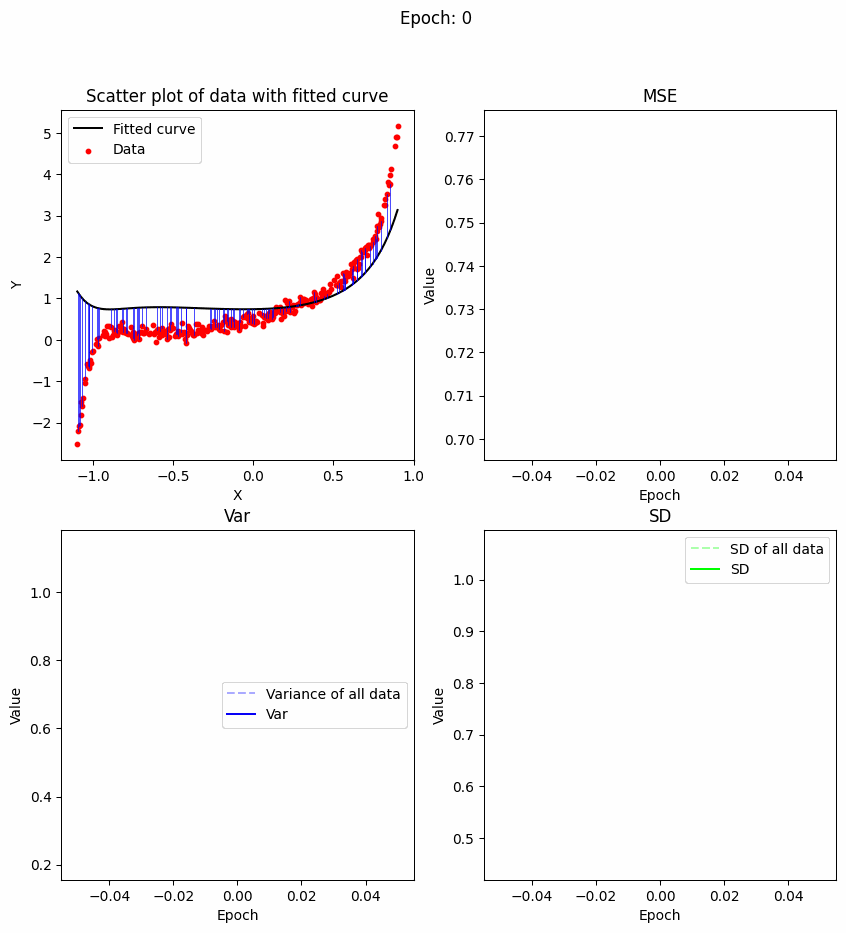 Epoch: 0
Scatter plot of data with fitted curve
Fitted curve
Data
5
4
3
2
1
0
−1
−2
Y
−1.0 −0.5 0.0 0.5 1.0
X
MSE
0.77
0.76
0.75
0.74
0.73
0.72
0.71
0.70
Value
−0.04 −0.02 0.00 0.02 0.04
Epoch
Var
Variance of all data
Var
1.0
0.8
0.6
0.4
0.2
Value
−0.04 −0.02 0.00 0.02 0.04
Epoch
SD
SD of all data
SD
1.0
0.9
0.8
0.7
0.6
0.5
Value
−0.04 −0.02 0.00 0.02 0.04
Epoch